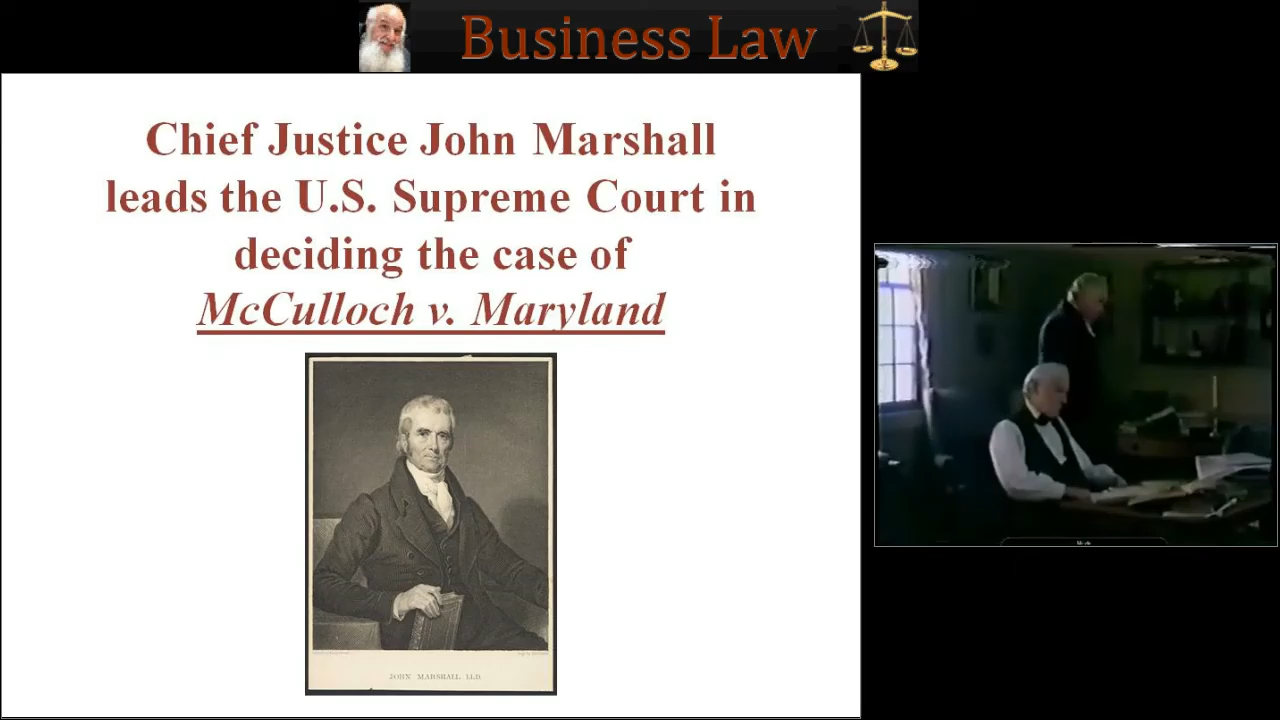 Business Law
Chief Justice John Marshall
leads the U.S. Supreme Court in
deciding the case of
McCulloch v. Maryland
JOHN MARSHALL LL.D.